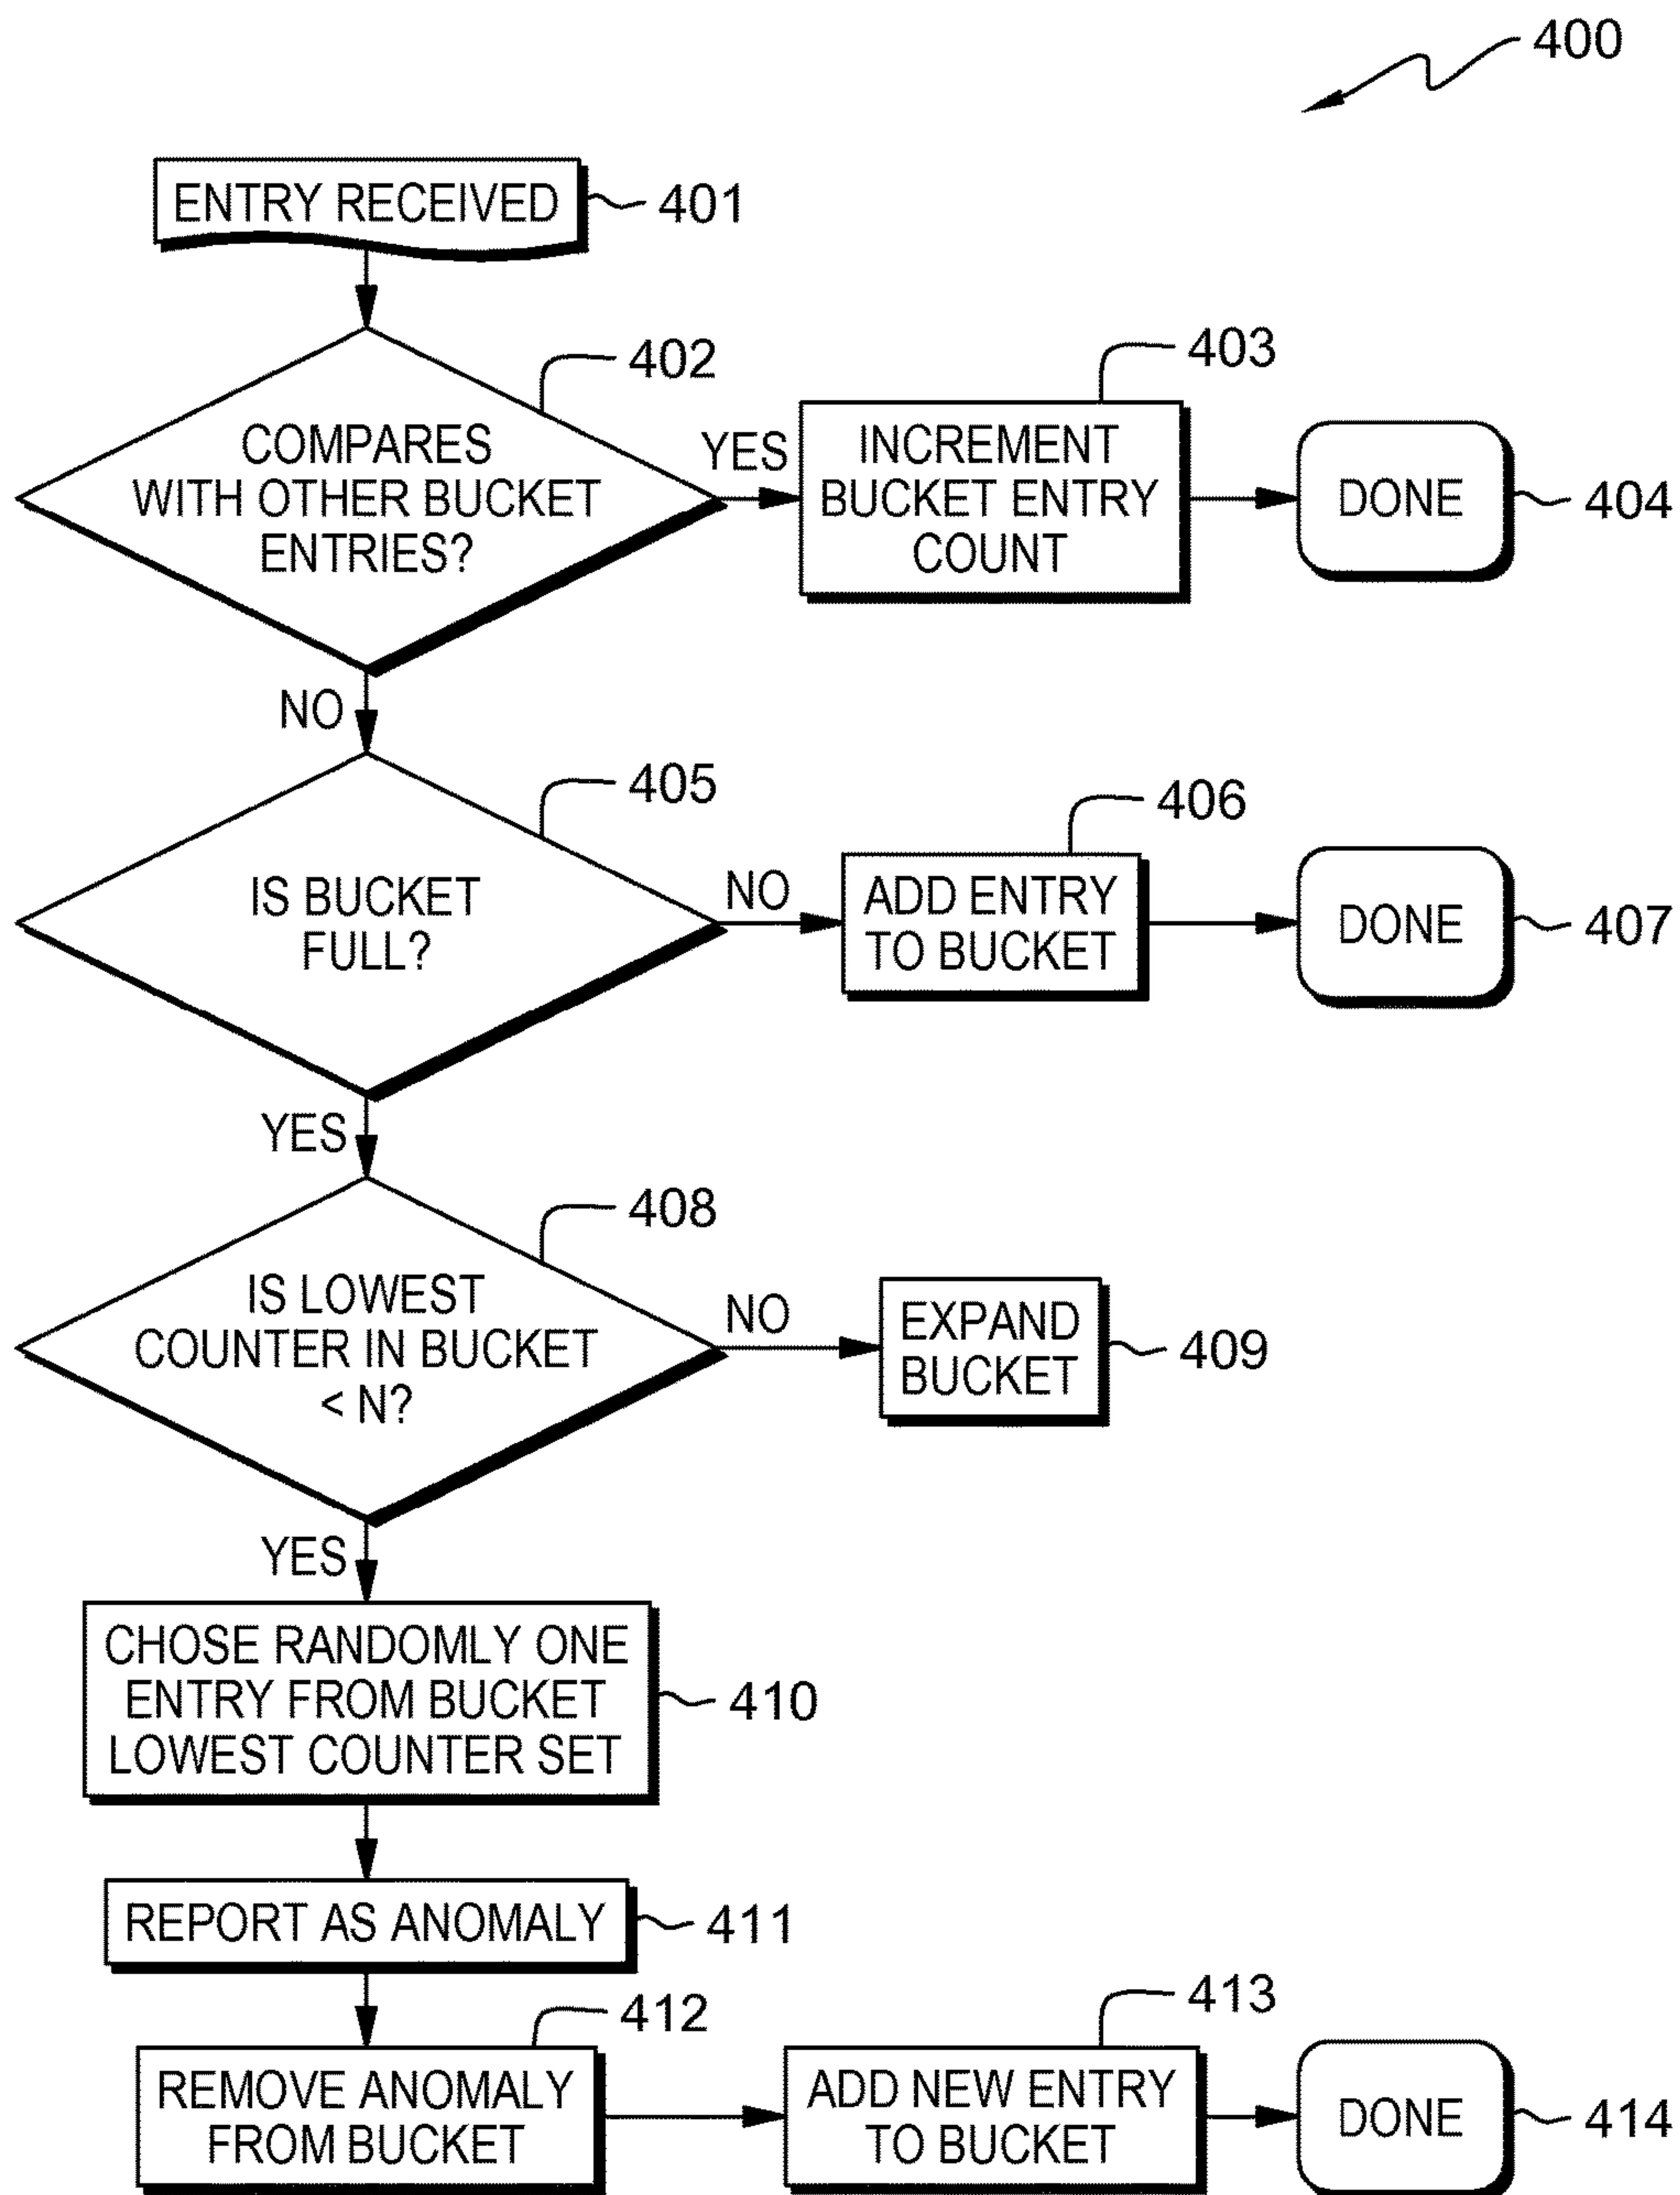 400
ENTRY RECEIVED
401
COMPARES
WITH OTHER BUCKET
ENTRIES?
402
YES
INCREMENT
BUCKET ENTRY
COUNT
403
DONE
404
NO
IS BUCKET
FULL?
405
NO
ADD ENTRY
TO BUCKET
406
DONE
407
YES
IS LOWEST
COUNTER IN BUCKET
< N?
408
NO
EXPAND
BUCKET
409
YES
CHOSE RANDOMLY ONE
ENTRY FROM BUCKET
LOWEST COUNTER SET
410
REPORT AS ANOMALY
411
REMOVE ANOMALY
FROM BUCKET
412
ADD NEW ENTRY
TO BUCKET
413
DONE
414